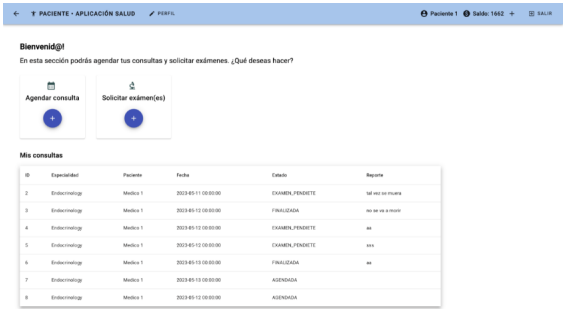 PACIENTE • APLICACIÓN SALUD PERFIL Paciente 1 Saldo: 1662 + SALIR
Bienvenid@!
En esta sección podrás agendar tus consultas y solicitar exámenes. ¿Qué deseas hacer?
Agendar consulta Solicitar exámen(es)
+ +
Mis consultas
ID Especialidad Paciente Fecha Estado Reporte
2 Endocrinology Medico 1 2023-05-11 00:00:00 EXAMEN_PENDIETE tal vez se muera
3 Endocrinology Medico 1 2023-05-12 00:00:00 FINALIZADA no se va a morir
4 Endocrinology Medico 1 2023-05-12 00:00:00 EXAMEN_PENDIETE aa
5 Endocrinology Medico 1 2023-05-12 00:00:00 EXAMEN_PENDIETE sss
6 Endocrinology Medico 1 2023-05-13 00:00:00 FINALIZADA aa
7 Endocrinology Medico 1 2023-05-13 00:00:00 AGENDADA
8 Endocrinology Medico 1 2023-05-12 00:00:00 AGENDADA